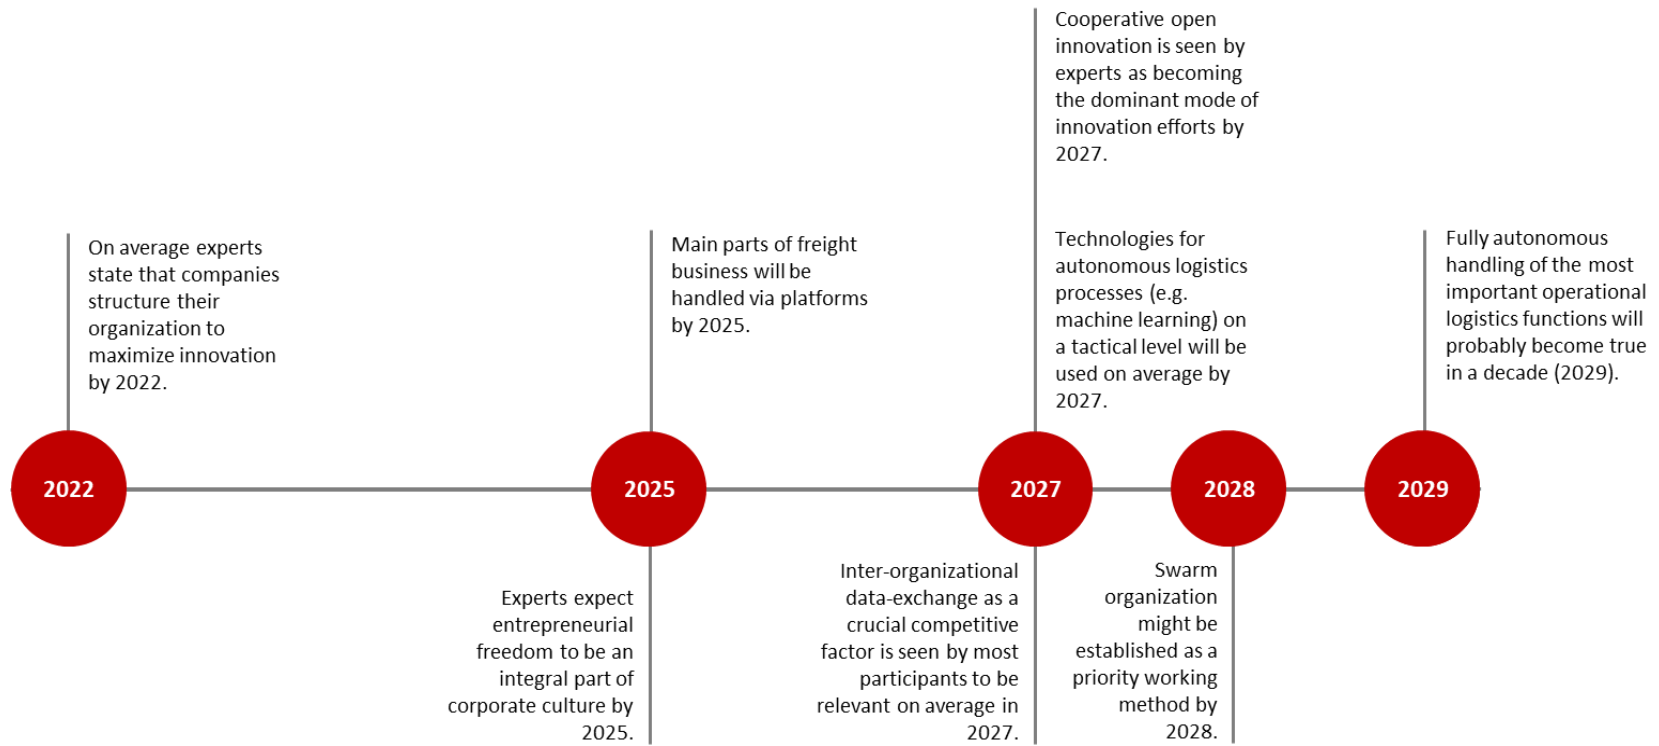 Cooperative open
innovation is seen by
experts as becoming
the dominant mode of
innovation efforts by
2027.
On average experts
state that companies
structure their
organization to
maximize innovation
by 2022.
Main parts of freight
business will be
handled via platforms
by 2025.
Technologies for
autonomous logistics
processes (e.g.
machine learning) on
a tactical level will be
used on average by
2027.
Fully autonomous
handling of the most
important operational
logistics functions will
probably become true
in a decade (2029).
2022
2025
2027
2028
2029
Experts expect
entrepreneurial
freedom to be an
integral part of
corporate culture by
2025.
Inter-organizational
data-exchange as a
crucial competitive
factor is seen by most
participants to be
relevant on average in
2027.
Swarm
organization
might be
established as a
priority working
method by
2028.